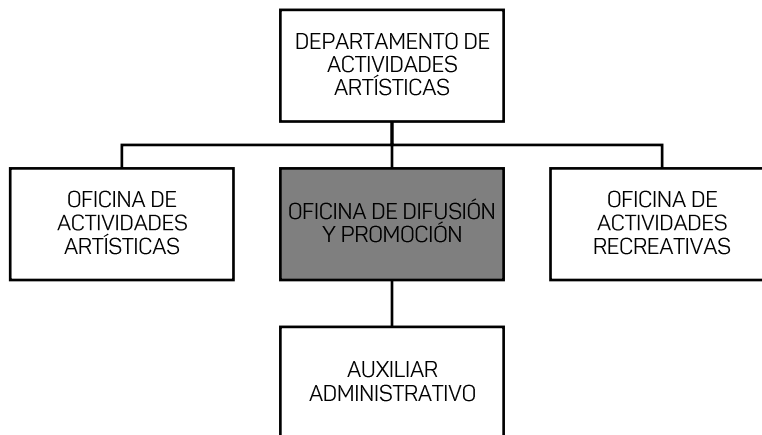 DEPARTAMENTO DE
ACTIVIDADES
ARTÍSTICAS
OFICINA DE
ACTIVIDADES
ARTÍSTICAS
OFICINA DE DIFUSIÓN
Y PROMOCIÓN
OFICINA DE
ACTIVIDADES
RECREATIVAS
AUXILIAR
ADMINISTRATIVO